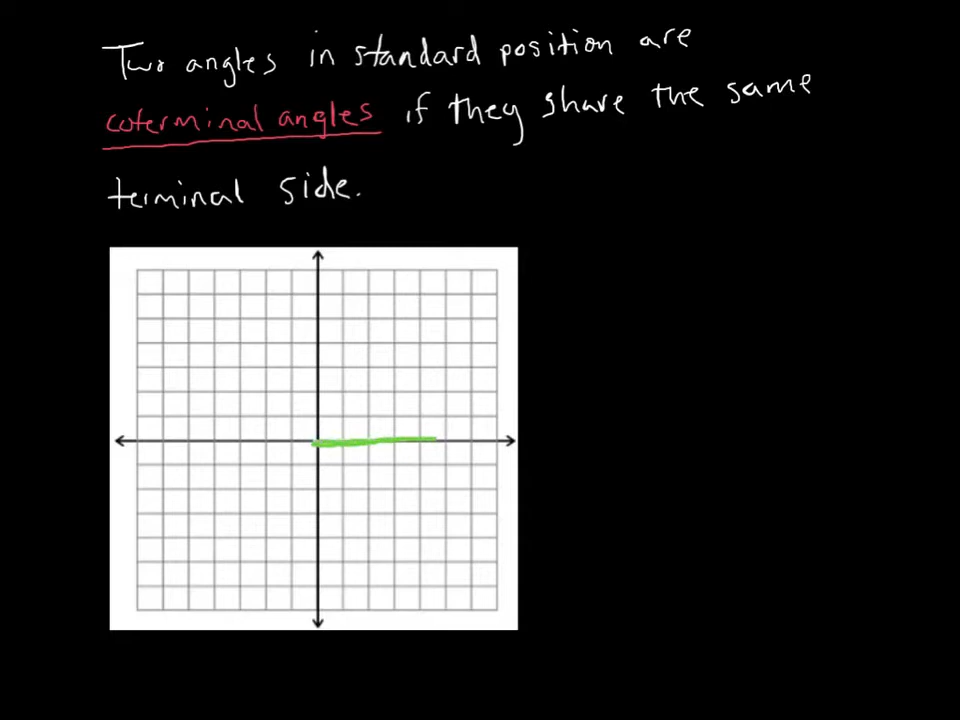 Two angles in standard position are
coterminal angles if they share the same
terminal side.